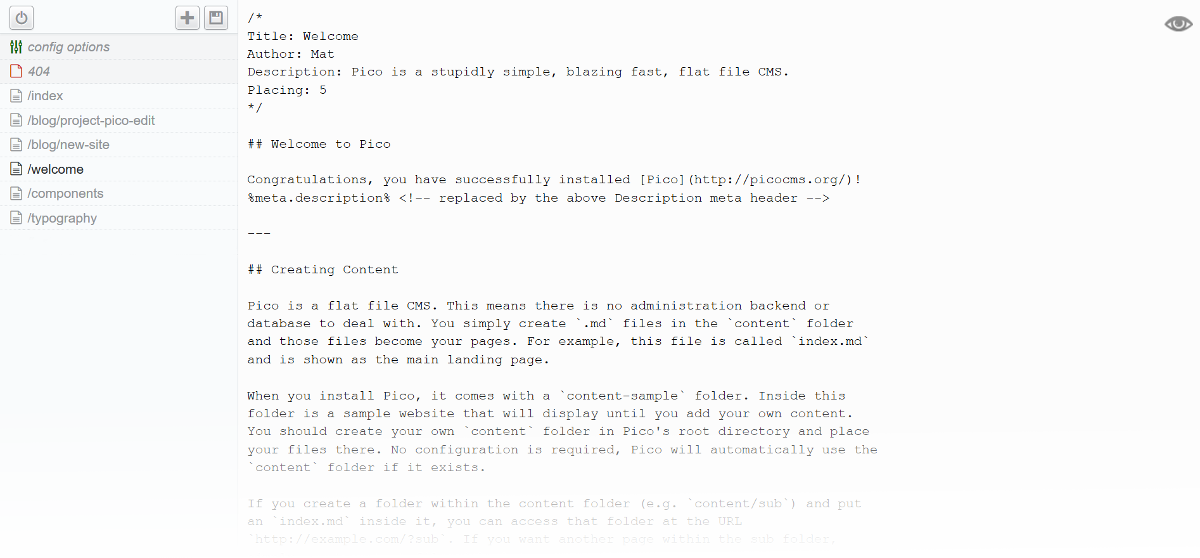 config options
404
/index
/blog/project-pico-edit
/blog/new-site
/welcome
/components
/typography
/*
Title: Welcome
Author: Mat
Description: Pico is a stupidly simple, blazing fast, flat file CMS.
Placing: 5
*/
## Welcome to Pico
Congratulations, you have successfully installed [Pico](http://picocms.org/)!
%meta.description% <!-- replaced by the above Description meta header -->
---
## Creating Content
Pico is a flat file CMS. This means there is no administration backend or
database to deal with. You simply create `.md` files in the `content` folder
and those files become your pages. For example, this file is called `index.md`
and is shown as the main landing page.
When you install Pico, it comes with a `content-sample` folder. Inside this
folder is a sample website that will display until you add your own content.
You should create your own `content` folder in Pico's root directory and place
your files there. No configuration is required, Pico will automatically use the
`content` folder if it exists.
If you create a folder within the content folder (e.g. `content/sub`) and put
an `index.md` inside it, you can access that folder at the URL
`http://example.com/?sub`. If you want another page within the sub folder,